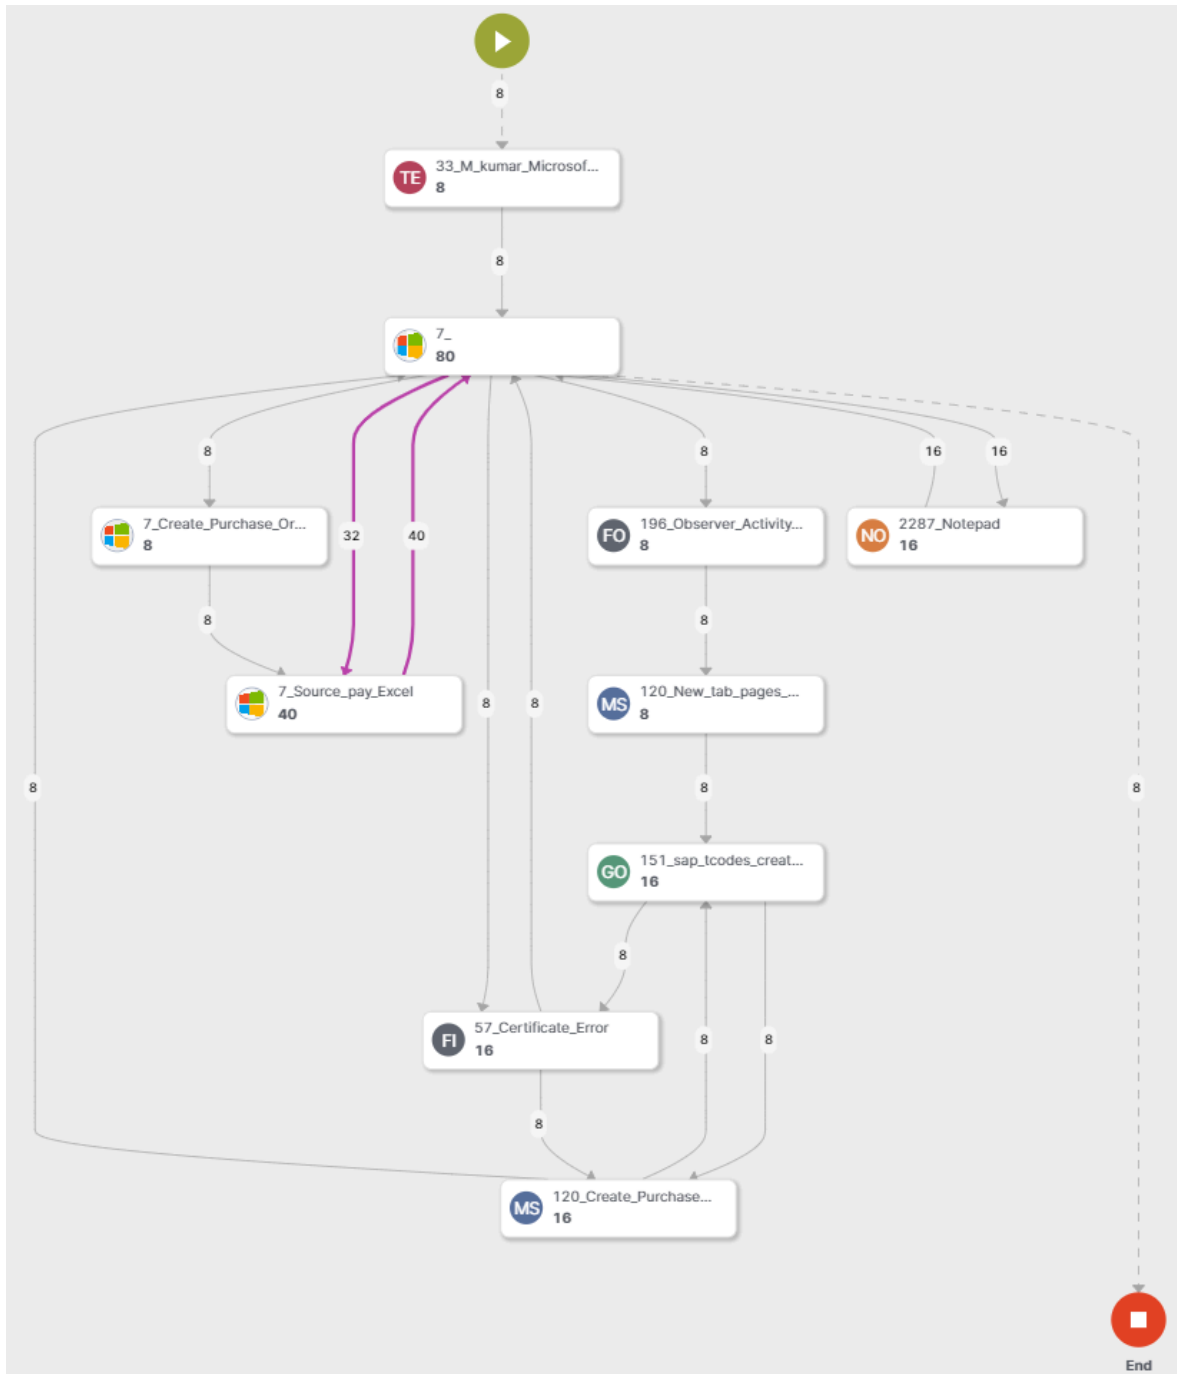 8
TE
33_M_kumar_Microsof...
8
8
7_
80
8
8
16
16
7_Create_Purchase_Or...
8
32
40
FO
196_Observer_Activity...
8
NO
2287_Notepad
16
8
8
7_Source_pay_Excel
40
8
8
MS
120_New_tab_pages_...
8
8
8
8
GO
151_sap_tcodes_creat...
16
8
FI
57_Certificate_Error
16
8
8
8
MS
120_Create_Purchase...
16
End